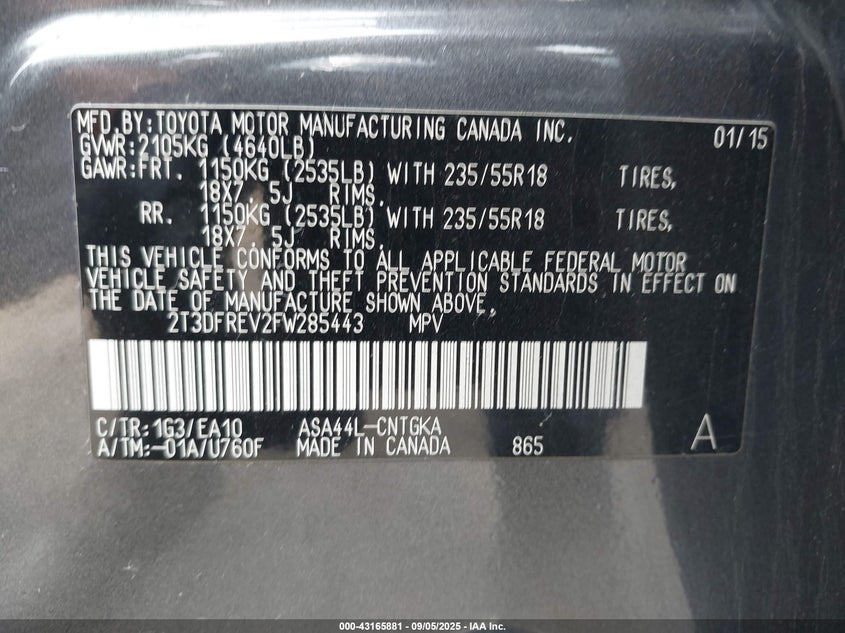 MFD.BY:TOYOTA MOTOR MANUFACTURING CANADA INC. 01/15
GVWR:2105KG (4640LB)
GAWR:FRT. 1150KG (2535LB) WITH 235/55R18 TIRES,
18X7. 5J RIMS,
RR. 1150KG (2535LB) WITH 235/55R18 TIRES,
18X7. 5J RIMS,
THIS VEHICLE CONFORMS TO ALL APPLICABLE FEDERAL MOTOR
VEHICLE SAFETY AND THEFT PREVENTION STANDARDS IN EFFECT ON
THE DATE OF MANUFACTURE SHOWN ABOVE.
2T3DFREV2FW285443 MPV
C/TR:1G3/EA10 ASA44L-CNTGKA
A/TM:-01A/U760F MADE IN CANADA 865 A
000-43165881 - 09/05/2025 - IAA Inc.